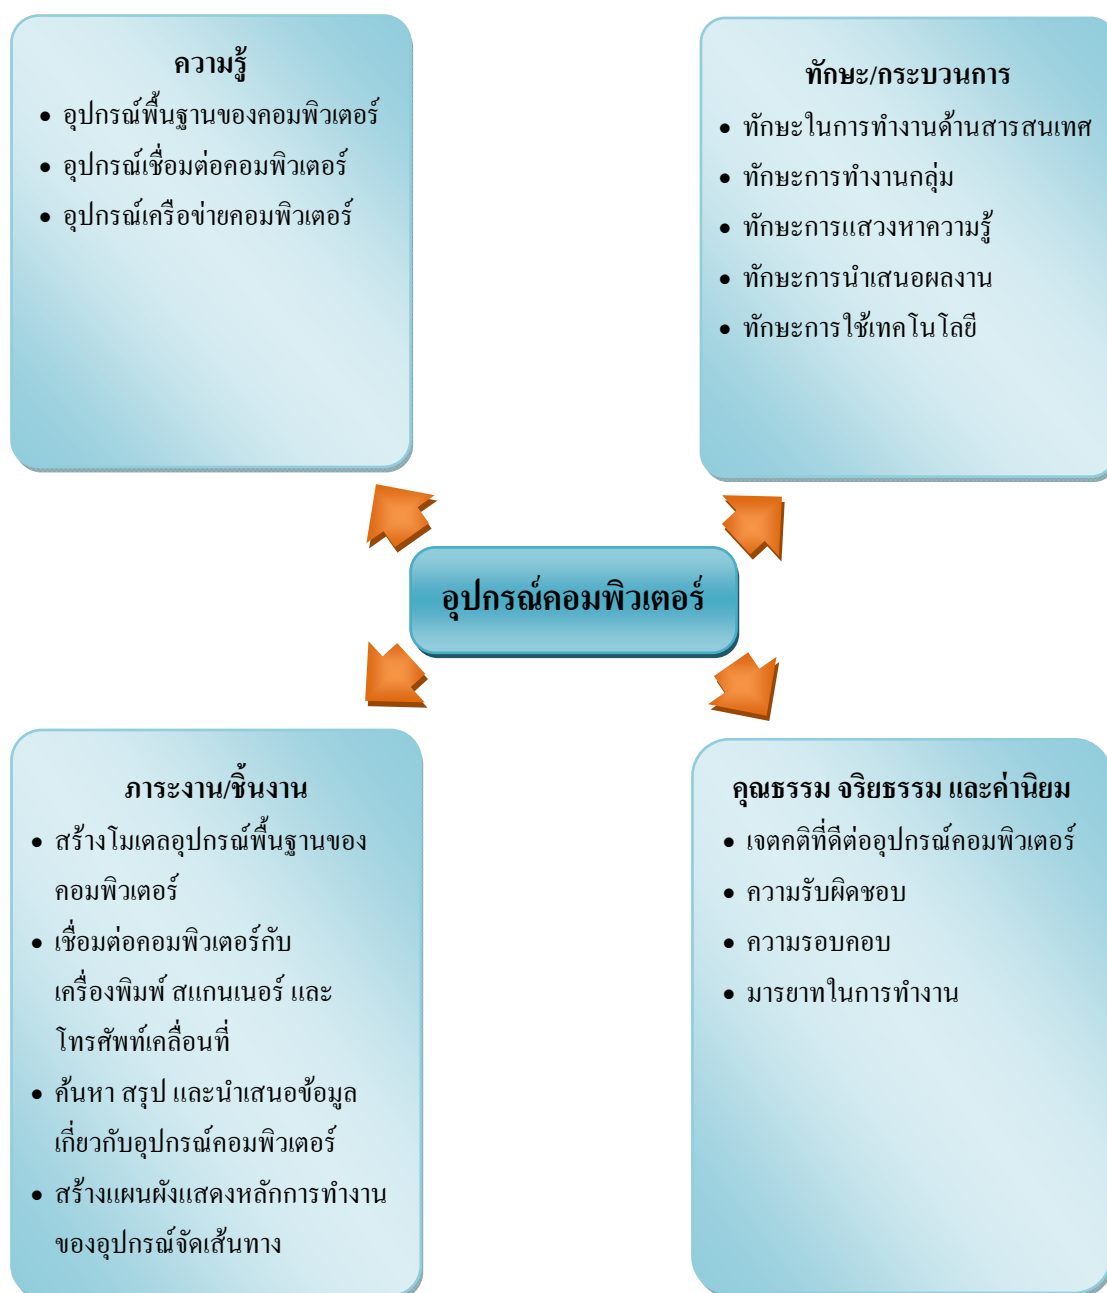 ความรู้
• อุปกรณ์พื้นฐานของคอมพิวเตอร์
• อุปกรณ์เชื่อมต่อคอมพิวเตอร์
• อุปกรณ์เครือข่ายคอมพิวเตอร์
ทักษะ/กระบวนการ
• ทักษะในการทำงานด้านสารสนเทศ
• ทักษะการทำงานกลุ่ม
• ทักษะการแสวงหาความรู้
• ทักษะการนำเสนอผลงาน
• ทักษะการใช้เทคโนโลยี
อุปกรณ์คอมพิวเตอร์
ภาระงาน/ชิ้นงาน
• สร้างโมเดลอุปกรณ์พื้นฐานของ
คอมพิวเตอร์
• เชื่อมต่อคอมพิวเตอร์กับ
เครื่องพิมพ์ สแกนเนอร์ และ
โทรศัพท์เคลื่อนที่
• ค้นหา สรุป และนำเสนอข้อมูล
เกี่ยวกับอุปกรณ์คอมพิวเตอร์
• สร้างแผนผังแสดงหลักการทำงาน
ของอุปกรณ์จัดเส้นทาง
คุณธรรม จริยธรรม และค่านิยม
• เจตคติที่ดีต่ออุปกรณ์คอมพิวเตอร์
• ความรับผิดชอบ
• ความรอบคอบ
• มารยาทในการทำงาน